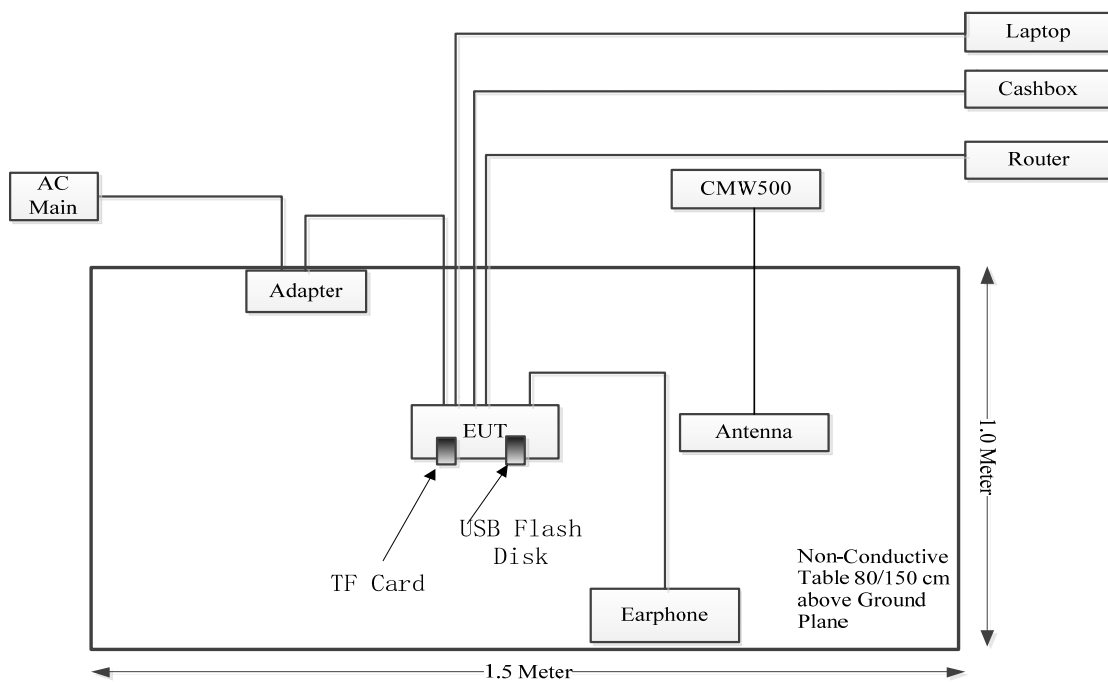 Laptop
Cashbox
Router
AC
Main
CMW500
Adapter
EUT
Antenna
1.0 Meter
USB Flash
Disk
TF Card
Non-Conductive
Table 80/150 cm
above Ground
Plane
Earphone
1.5 Meter